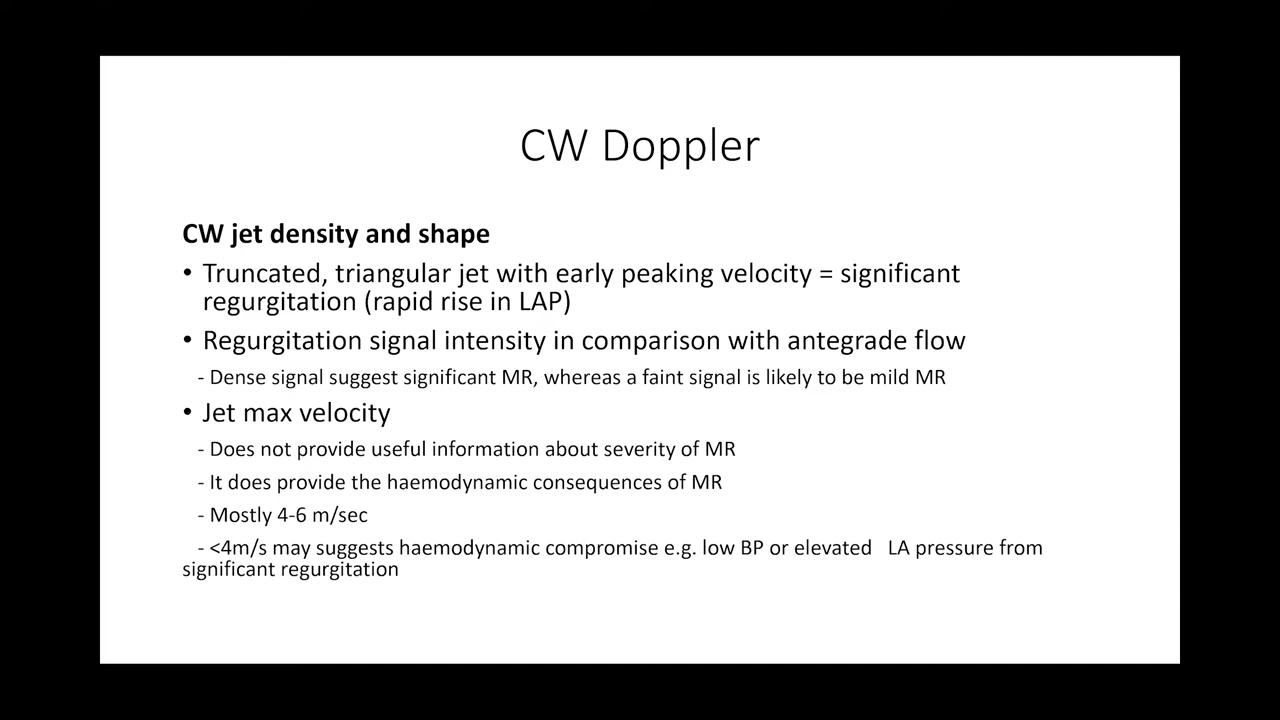 CW Doppler
CW jet density and shape
• Truncated, triangular jet with early peaking velocity = significant
regurgitation (rapid rise in LAP)
• Regurgitation signal intensity in comparison with antegrade flow
- Dense signal suggest significant MR, whereas a faint signal is likely to be mild MR
• Jet max velocity
- Does not provide useful information about severity of MR
- It does provide the haemodynamic consequences of MR
- Mostly 4-6 m/sec
- <4m/s may suggests haemodynamic compromise e.g. low BP or elevated LA pressure from
significant regurgitation